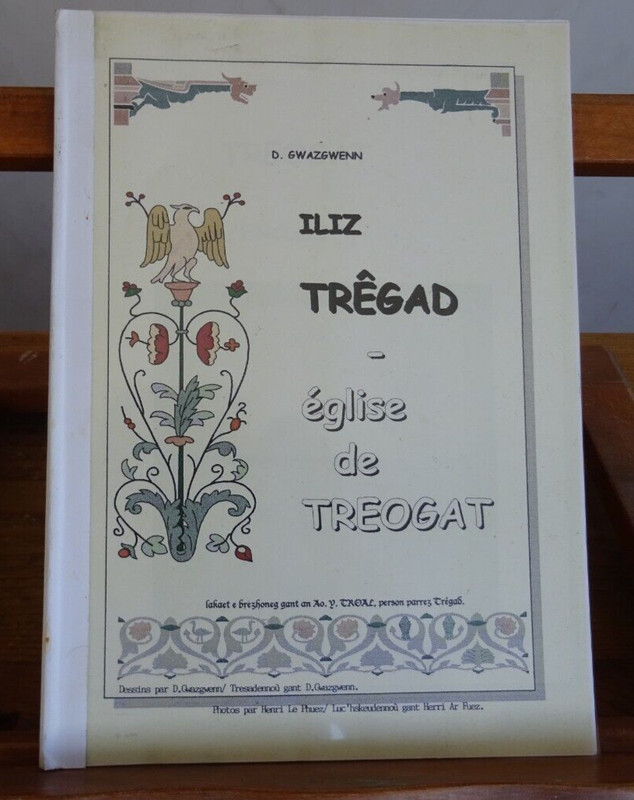 D. GWAZGWENN
ILIZ
TRÊGAD
-
église
de
TREOGAT
lakaet e brezhoneg gant an Ao. Y. TROAL, person parrez Trêgad.
Dessins par D.Gwazgwenn/ Tresadennoù gant D.Gwazgwenn.
Photos par Henri Le Phuez/ Luc'hskeudennoù gant Herri Ar Fuez.